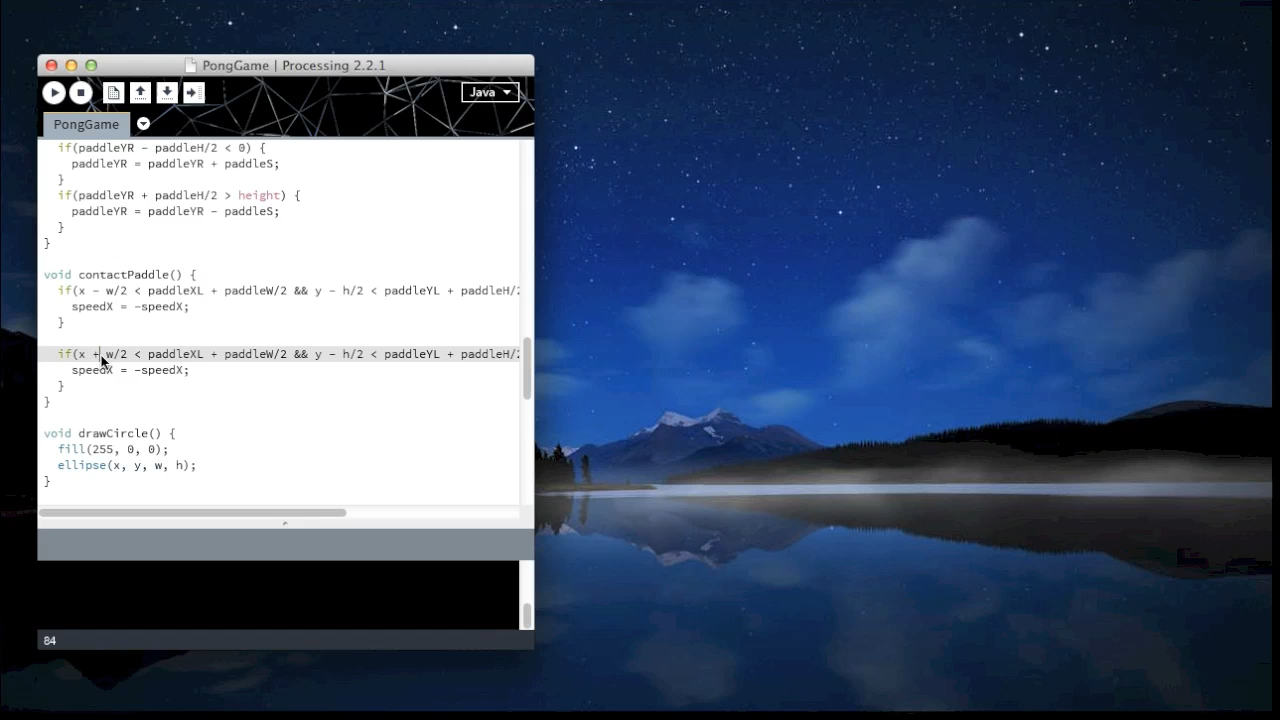 PongGame | Processing 2.2.1
Java
PongGame
if(paddleYR - paddleH/2 < 0) {
paddleYR = paddleYR + paddleS;
}
if(paddleYR + paddleH/2 > height) {
paddleYR = paddleYR - paddleS;
}
}
void contactPaddle() {
if(x - w/2 < paddleXL + paddleW/2 && y - h/2 < paddleYL + paddleH/2
speedX = -speedX;
}
if(x + w/2 < paddleXL + paddleW/2 && y - h/2 < paddleYL + paddleH/2
speedX = -speedX;
}
}
void drawCircle() {
fill(255, 0, 0);
ellipse(x, y, w, h);
}
84